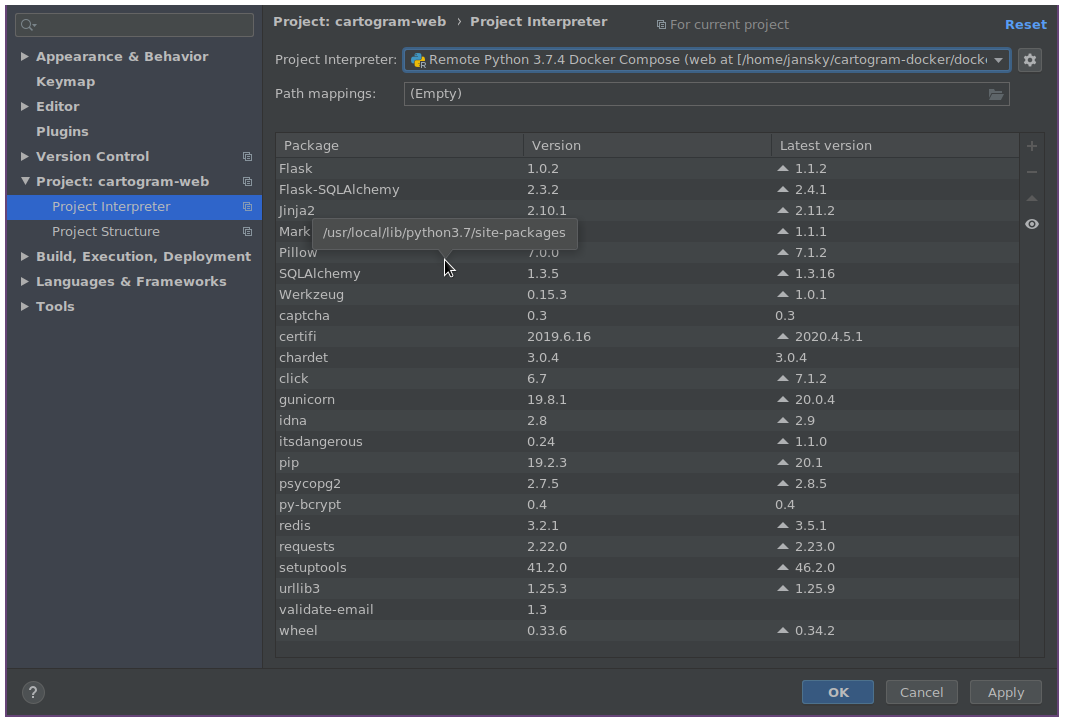 Project: cartogram-web › Project Interpreter For current project Reset
Appearance & Behavior
Keymap
Editor
Plugins
Version Control
Project: cartogram-web
Project Interpreter
Project Structure
Build, Execution, Deployment
Languages & Frameworks
Tools
Project Interpreter: Remote Python 3.7.4 Docker Compose (web at [/home/jansky/cartogram-docker/docke
Path mappings: (Empty)
Package Version Latest version
Flask 1.0.2 1.1.2
Flask-SQLAlchemy 2.3.2 2.4.1
Jinja2 2.10.1 2.11.2
Mark 1.1.1
/usr/local/lib/python3.7/site-packages
Pillow 7.0.0 7.1.2
SQLAlchemy 1.3.5 1.3.16
Werkzeug 0.15.3 1.0.1
captcha 0.3 0.3
certifi 2019.6.16 2020.4.5.1
chardet 3.0.4 3.0.4
click 6.7 7.1.2
gunicorn 19.8.1 20.0.4
idna 2.8 2.9
itsdangerous 0.24 1.1.0
pip 19.2.3 20.1
psycopg2 2.7.5 2.8.5
py-bcrypt 0.4 0.4
redis 3.2.1 3.5.1
requests 2.22.0 2.23.0
setuptools 41.2.0 46.2.0
urllib3 1.25.3 1.25.9
validate-email 1.3
wheel 0.33.6 0.34.2
? OK Cancel Apply